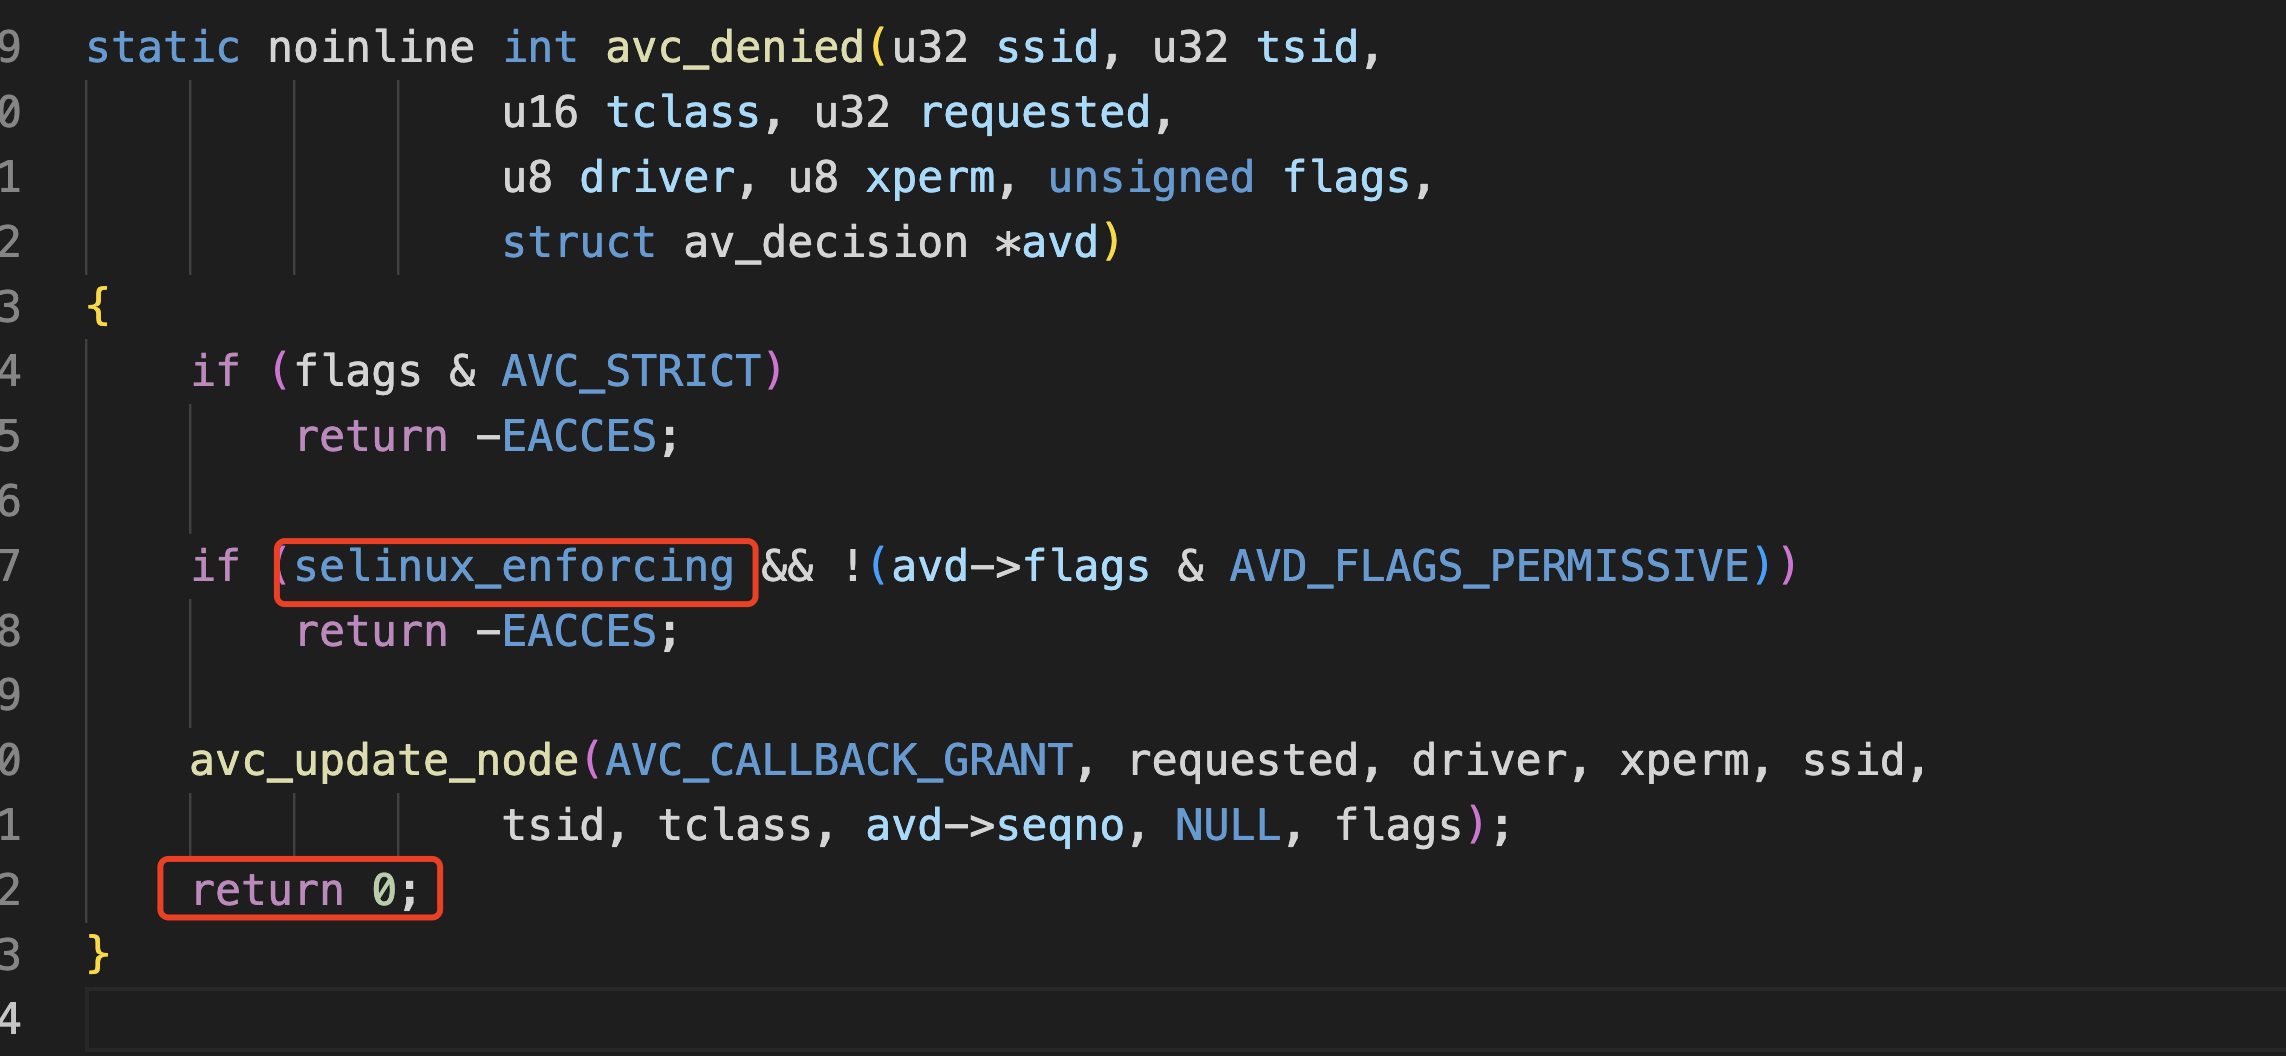 9 static noinline int avc_denied(u32 ssid, u32 tsid,
0 u16 tclass, u32 requested,
1 u8 driver, u8 xperm, unsigned flags,
2 struct av_decision *avd)
3 {
4 if (flags & AVC_STRICT)
5 return -EACCES;
6
7 if (selinux_enforcing && !(avd->flags & AVD_FLAGS_PERMISSIVE))
8 return -EACCES;
9
0 avc_update_node(AVC_CALLBACK_GRANT, requested, driver, xperm, ssid,
1 tsid, tclass, avd->seqno, NULL, flags);
2 return 0;
3 }
4